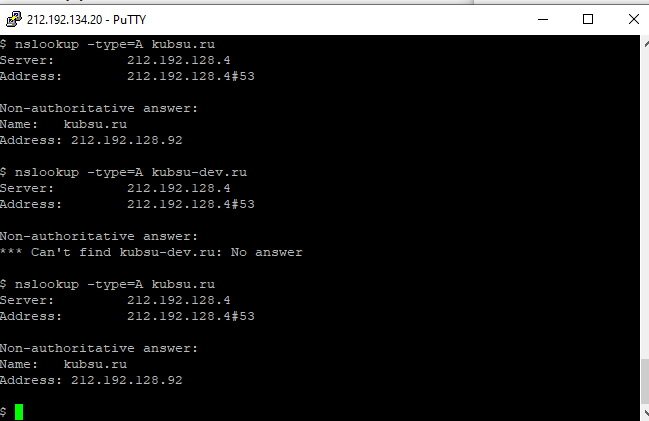 212.192.134.20 - PuTTY
$ nslookup -type=A kubsu.ru
Server:         212.192.128.4
Address:        212.192.128.4#53

Non-authoritative answer:
Name:   kubsu.ru
Address: 212.192.128.92

$ nslookup -type=A kubsu-dev.ru
Server:         212.192.128.4
Address:        212.192.128.4#53

Non-authoritative answer:
*** Can't find kubsu-dev.ru: No answer

$ nslookup -type=A kubsu.ru
Server:         212.192.128.4
Address:        212.192.128.4#53

Non-authoritative answer:
Name:   kubsu.ru
Address: 212.192.128.92

$